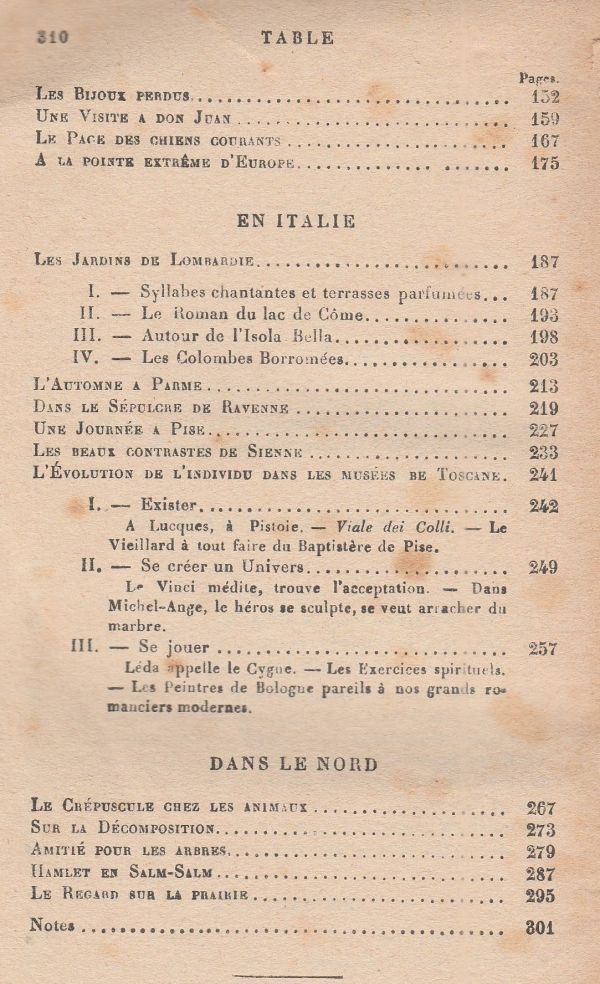 310 TABLE
Pages.
LES BIJOUX PERDUS.................................... 152
UNE VISITE A DON JUAN ............................... 159
LE PAGE DES CHIENS COURANTS ......................... 167
A LA POINTE EXTRÊME D'EUROPE......................... 175
EN ITALIE
LES JARDINS DE LOMBARDIE............................. 187
I. — Syllabes chantantes et terrasses parfumées... 187
II. — Le Roman du lac de Côme.................. 193
III. — Autour de l'Isola Bella...................... 198
IV. — Les Colombes Borromées.................... 203
L'AUTOMNE A PARME................................... 213
DANS LE SÉPULCRE DE RAVENNE ......................... 219
UNE JOURNÉE A PISE................................... 227
LES BEAUX CONTRASTES DE SIENNE ...................... 233
L'ÉVOLUTION DE L'INDIVIDU DANS LES MUSÉES BE TOSCANE. 241
I. — Exister.................................... 242
A Lucques, à Pistoie. — Viale dei Colli. — Le
Vieillard à tout faire du Baptistère de Pise.
II. — Se créer un Univers........................ 249
Le Vinci médite, trouve l'acceptation. — Dans
Michel-Ange, le héros se sculpte, se veut arracher du
marbre.
III. — Se jouer .................................. 257
Léda appelle le Cygne. — Les Exercices spirituels.
— Les Peintres de Bologne pareils à nos grands ro-
manciers modernes.
DANS LE NORD
LE CRÉPUSCULE CHEZ LES ANIMAUX ...................... 267
SUR LA DÉCOMPOSITION................................. 273
AMITIÉ POUR LES ARBRES............................... 279
HAMLET EN SALM-SALM.................................. 287
LE REGARD SUR LA PRAIRIE............................. 295
Notes ............................................... 301